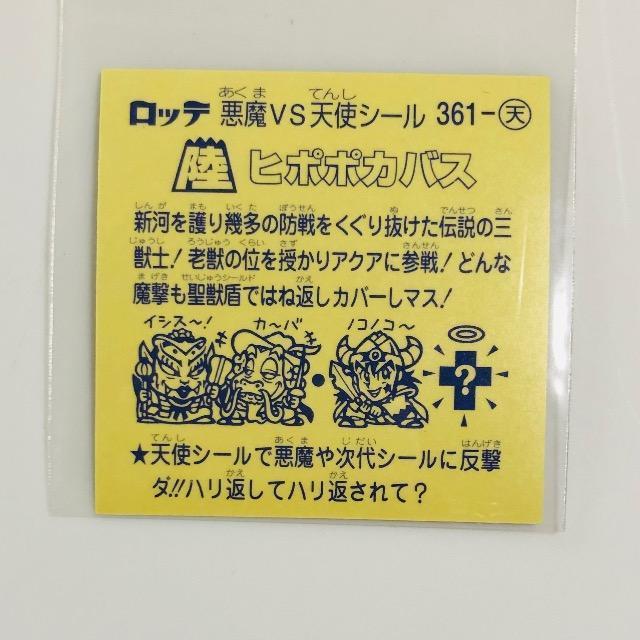 ロッテ 悪魔VS天使シール 361-天
陸 ヒポポカバス
新河を護り幾多の防戦をくぐり抜けた伝説の三
獣士!老獣の位を授かりアクアに参戦!どんな
魔撃も聖獣盾ではね返しカバーしマス!
イシス〜! カ〜バ ノコノコ〜
?
★天使シールで悪魔や次代シールに反撃
ダ!!ハリ返してハリ返されて?